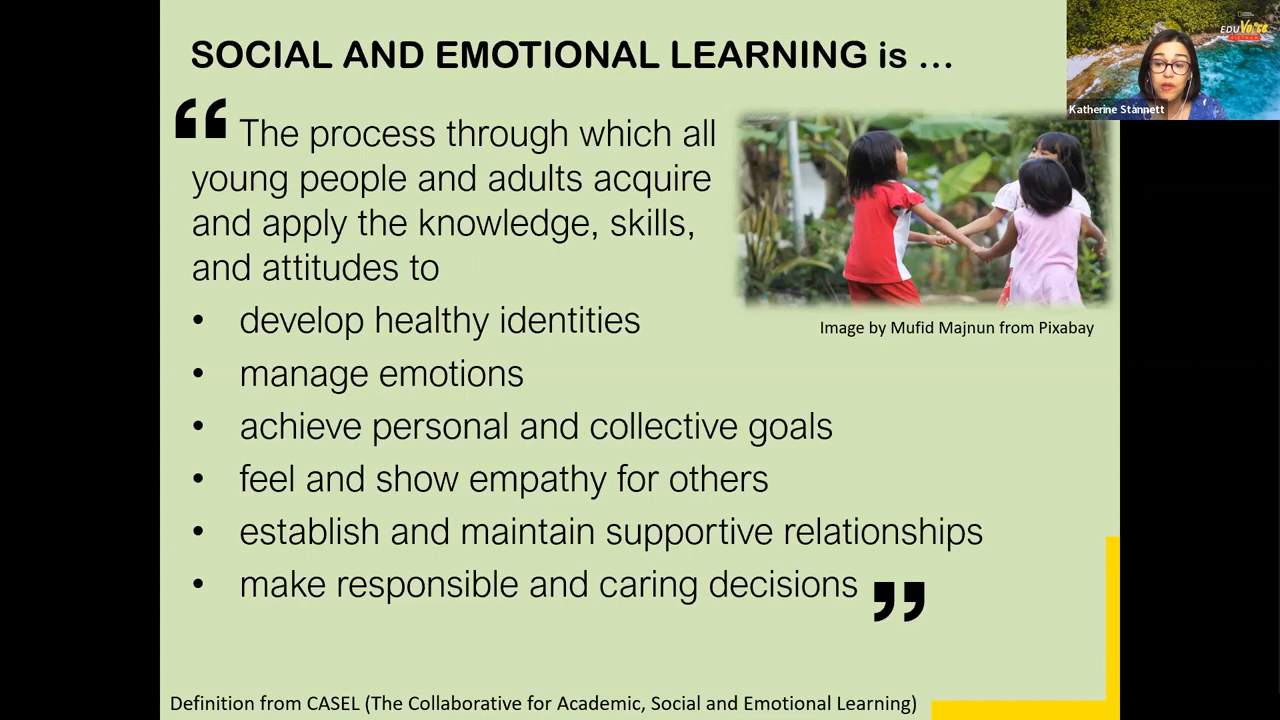 SOCIAL AND EMOTIONAL LEARNING is …
“ The process through which all
young people and adults acquire
and apply the knowledge, skills,
and attitudes to
• develop healthy identities
• manage emotions
• achieve personal and collective goals
• feel and show empathy for others
• establish and maintain supportive relationships
• make responsible and caring decisions ”
Image by Mufid Majnun from Pixabay
Definition from CASEL (The Collaborative for Academic, Social and Emotional Learning)
EDUVoice
Katherine Stannett